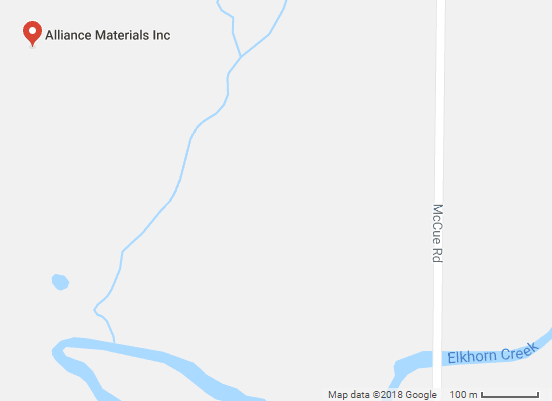 Alliance Materials Inc
McCue Rd
Elkhorn Creek
Map data ©2018 Google
100 m